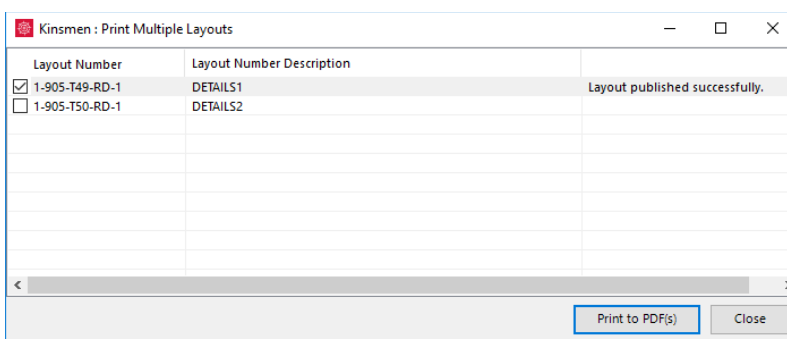 Kinsmen : Print Multiple Layouts
Layout Number Layout Number Description
1-905-T49-RD-1 DETAILS1 Layout published successfully.
1-905-T50-RD-1 DETAILS2
Print to PDF(s) Close